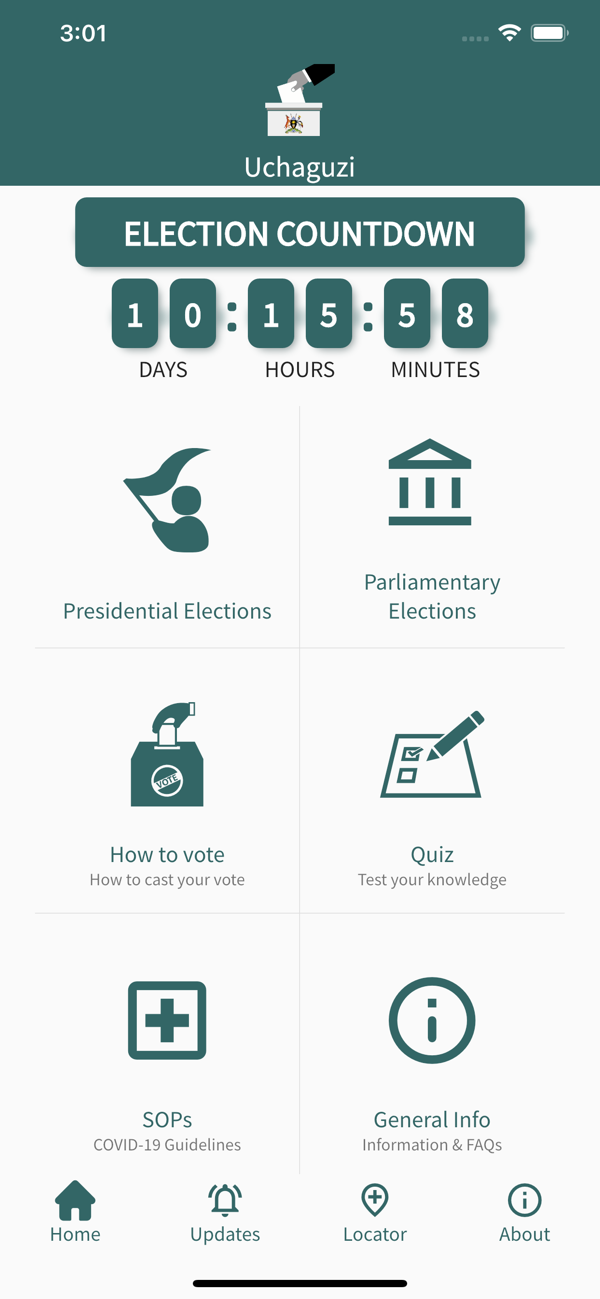 3:01
Uchaguzi
ELECTION COUNTDOWN
1 0 : 1 5 : 5 8
DAYS HOURS MINUTES
Presidential Elections
Parliamentary
Elections
How to vote
How to cast your vote
VOTE
Quiz
Test your knowledge
SOPs
COVID-19 Guidelines
General Info
Information & FAQs
Home Updates Locator About